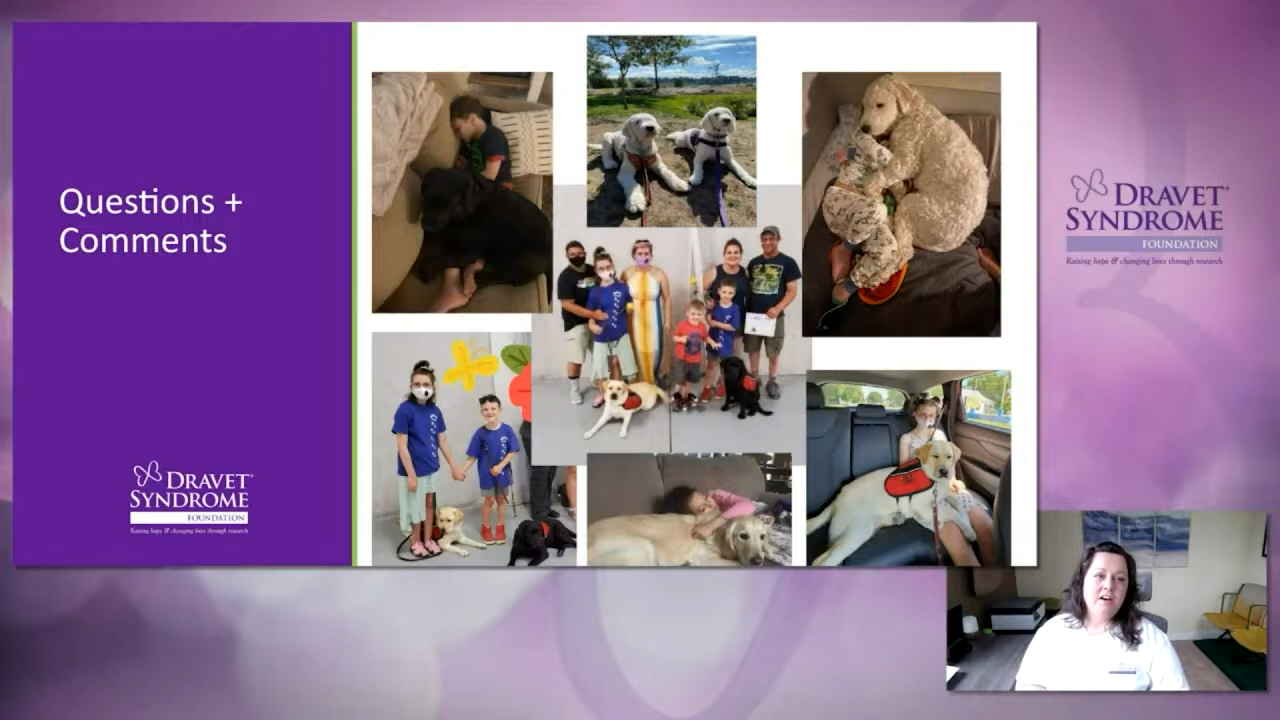 Questions +
Comments
DRAVET
SYNDROME
FOUNDATION
Raising hope & changing lives through research
DRAVET
SYNDROME
FOUNDATION
Raising hope & changing lives through research